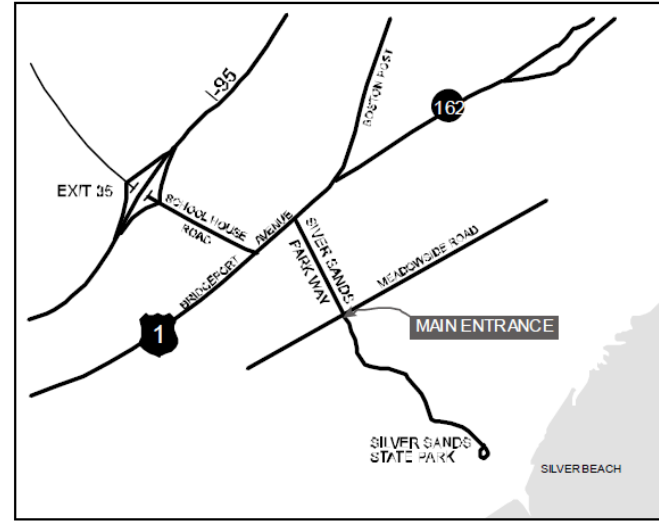 I-95
BOSTON POST
162
EXIT 35
SCHOOL HOUSE
ROAD
AVENUE
BRIDGEPORT
SILVER SANDS
PARK WAY
MEADOWSIDE ROAD
1
MAIN ENTRANCE
SILVER SANDS
STATE PARK
SILVER BEACH